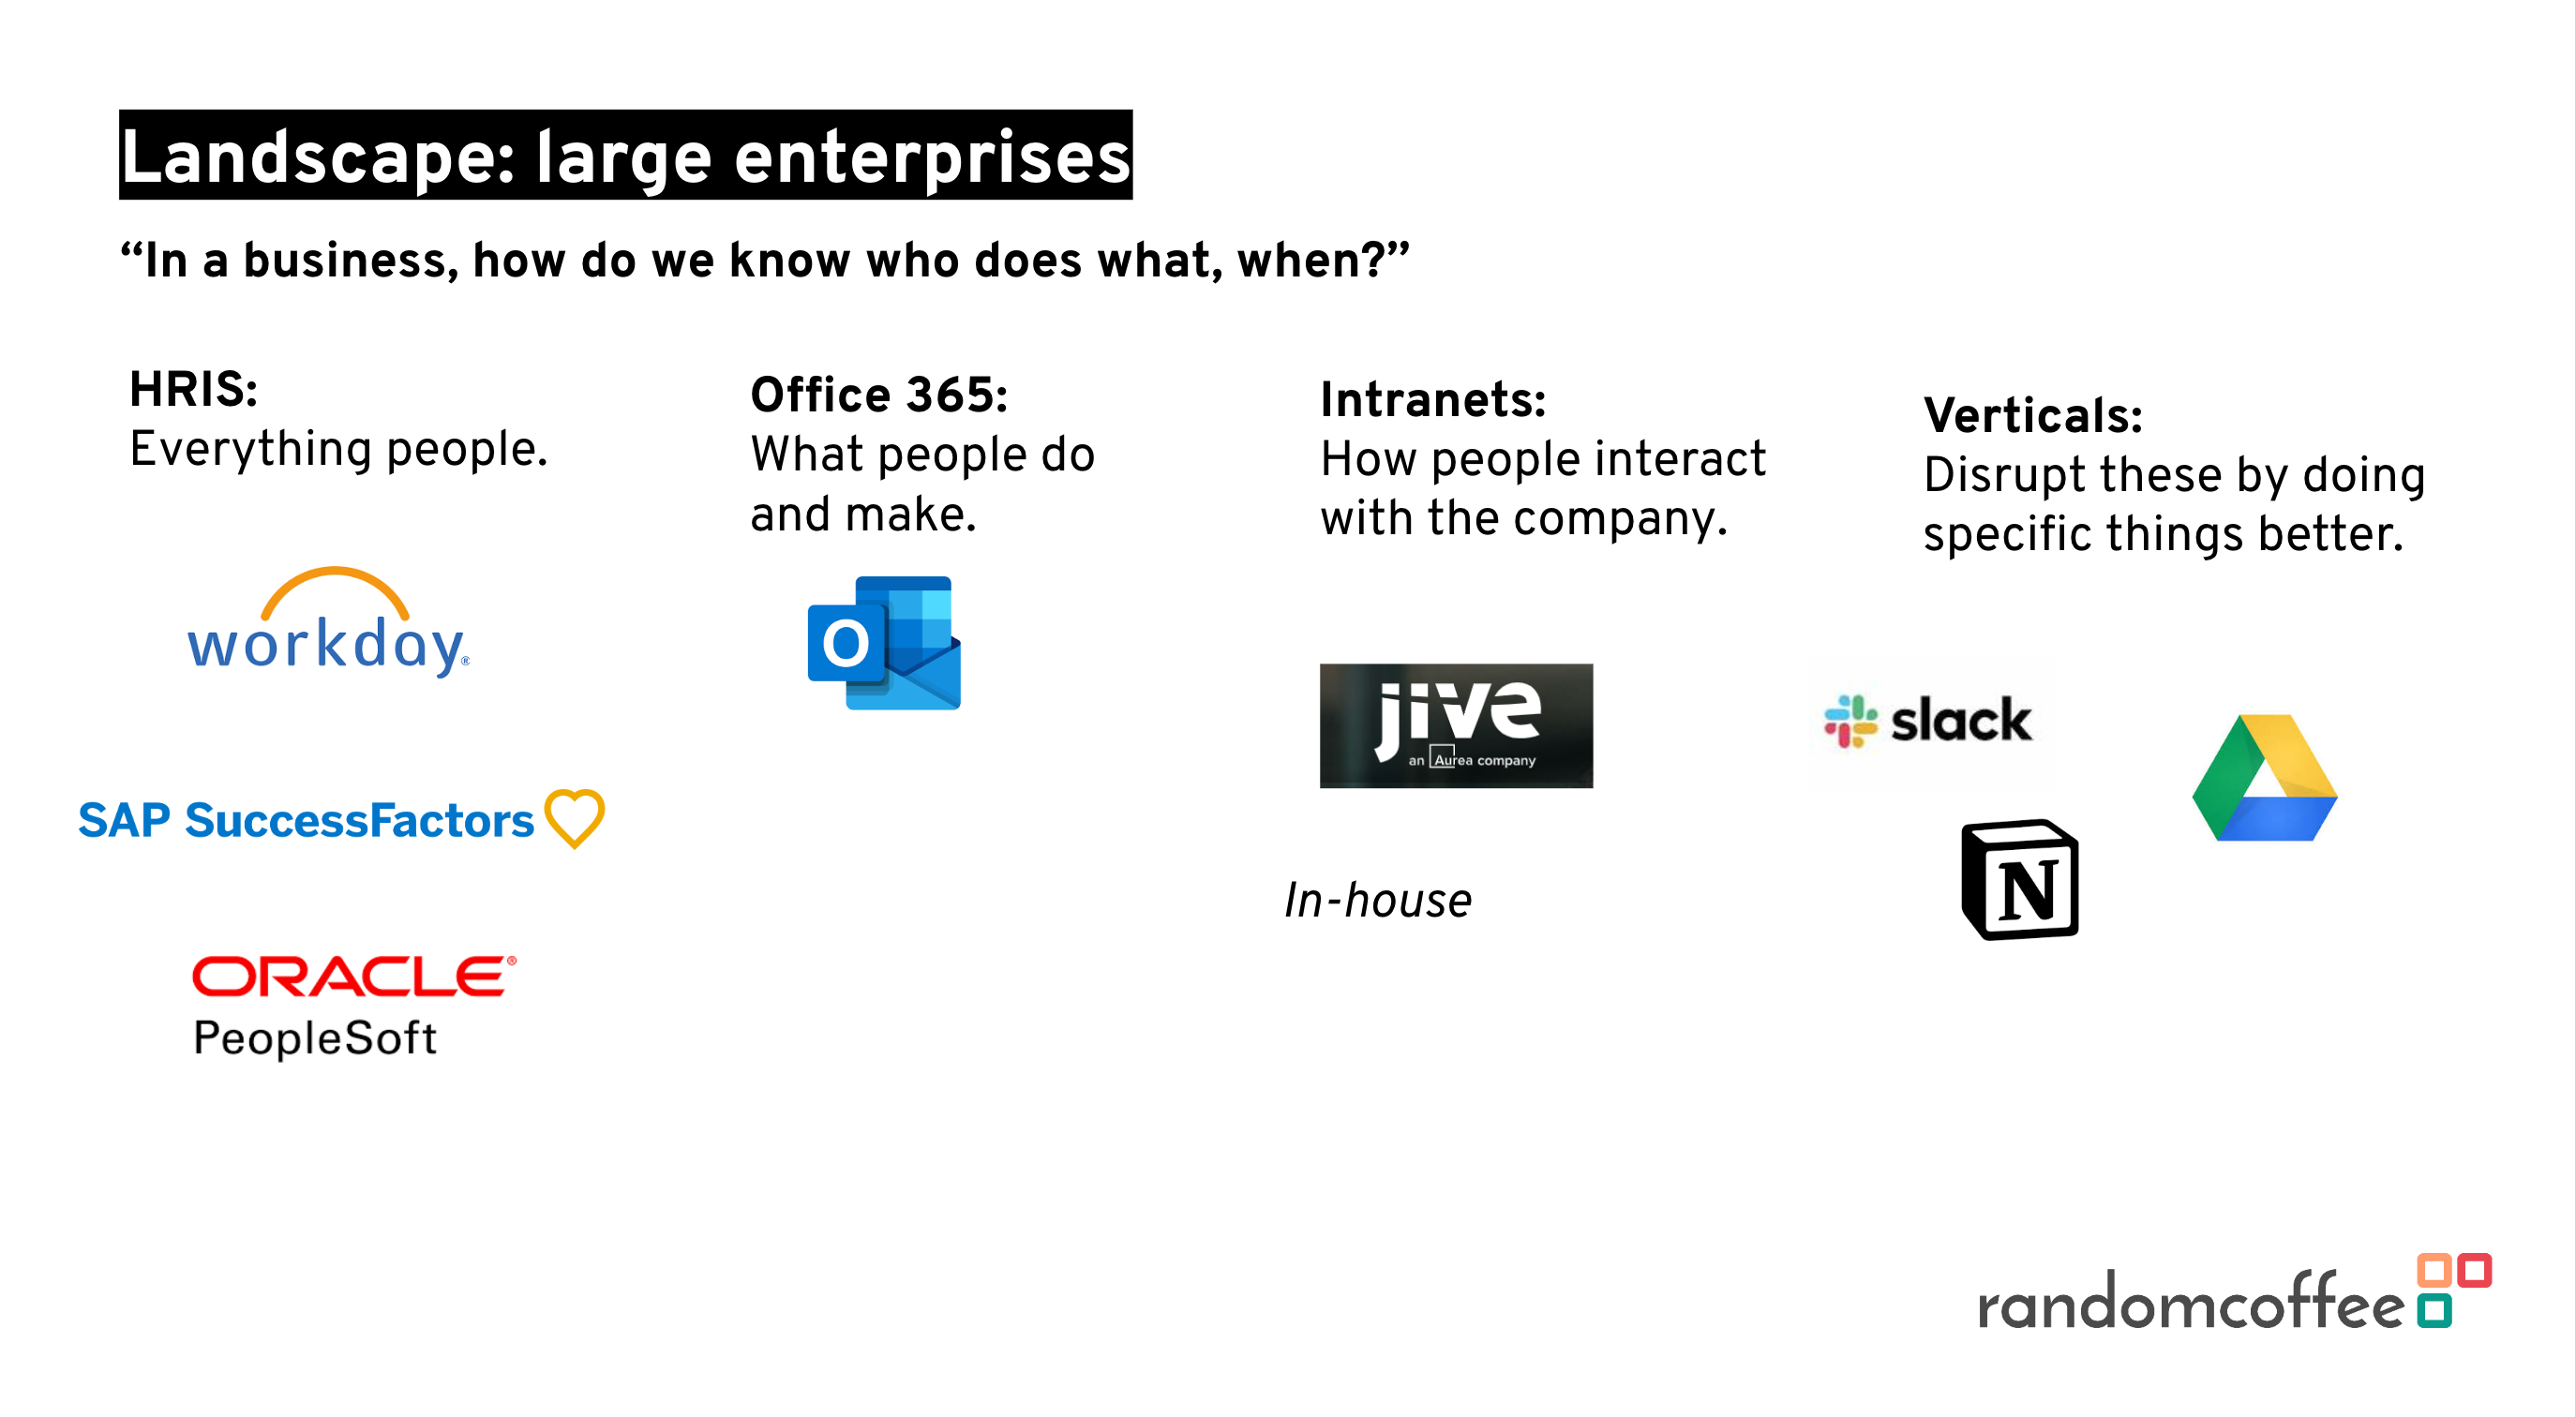 Landscape: large enterprises
“In a business, how do we know who does what, when?”
HRIS:
Everything people.
workday®
SAP SuccessFactors
ORACLE®
PeopleSoft
Office 365:
What people do
and make.
O
Intranets:
How people interact
with the company.
jive
an Aurea company
In-house
Verticals:
Disrupt these by doing
specific things better.
slack
N
randomcoffee